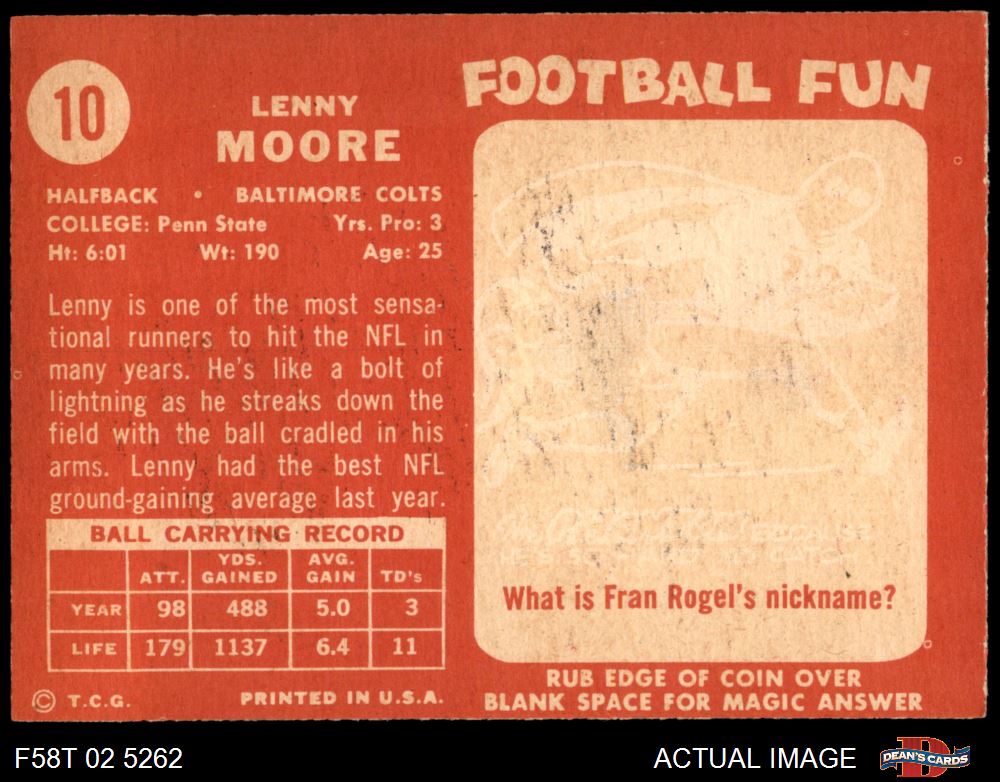 10
LENNY
MOORE
HALFBACK • BALTIMORE COLTS
COLLEGE: Penn State Yrs. Pro: 3
Ht: 6:01 Wt: 190 Age: 25
Lenny is one of the most sensa-
tional runners to hit the NFL in
many years. He's like a bolt of
lightning as he streaks down the
field with the ball cradled in his
arms. Lenny had the best NFL
ground-gaining average last year.
BALL CARRYING RECORD
ATT. YDS. GAINED AVG. GAIN TD's
YEAR 98 488 5.0 3
LIFE 179 1137 6.4 11
© T.C.G. PRINTED IN U.S.A.
FOOTBALL FUN
What is Fran Rogel's nickname?
RUB EDGE OF COIN OVER
BLANK SPACE FOR MAGIC ANSWER
F58T 02 5262
ACTUAL IMAGE
DEAN'S CARDS